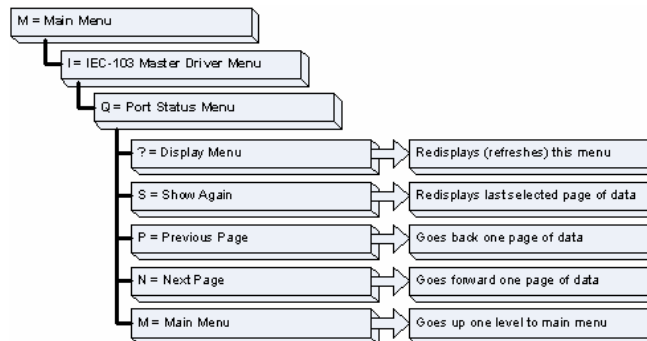 M = Main Menu
I = IEC-103 Master Driver Menu
Q = Port Status Menu
? = Display Menu
Redisplays (refreshes) this menu
S = Show Again
Redisplays last selected page of data
P = Previous Page
Goes back one page of data
N = Next Page
Goes forward one page of data
M = Main Menu
Goes up one level to main menu